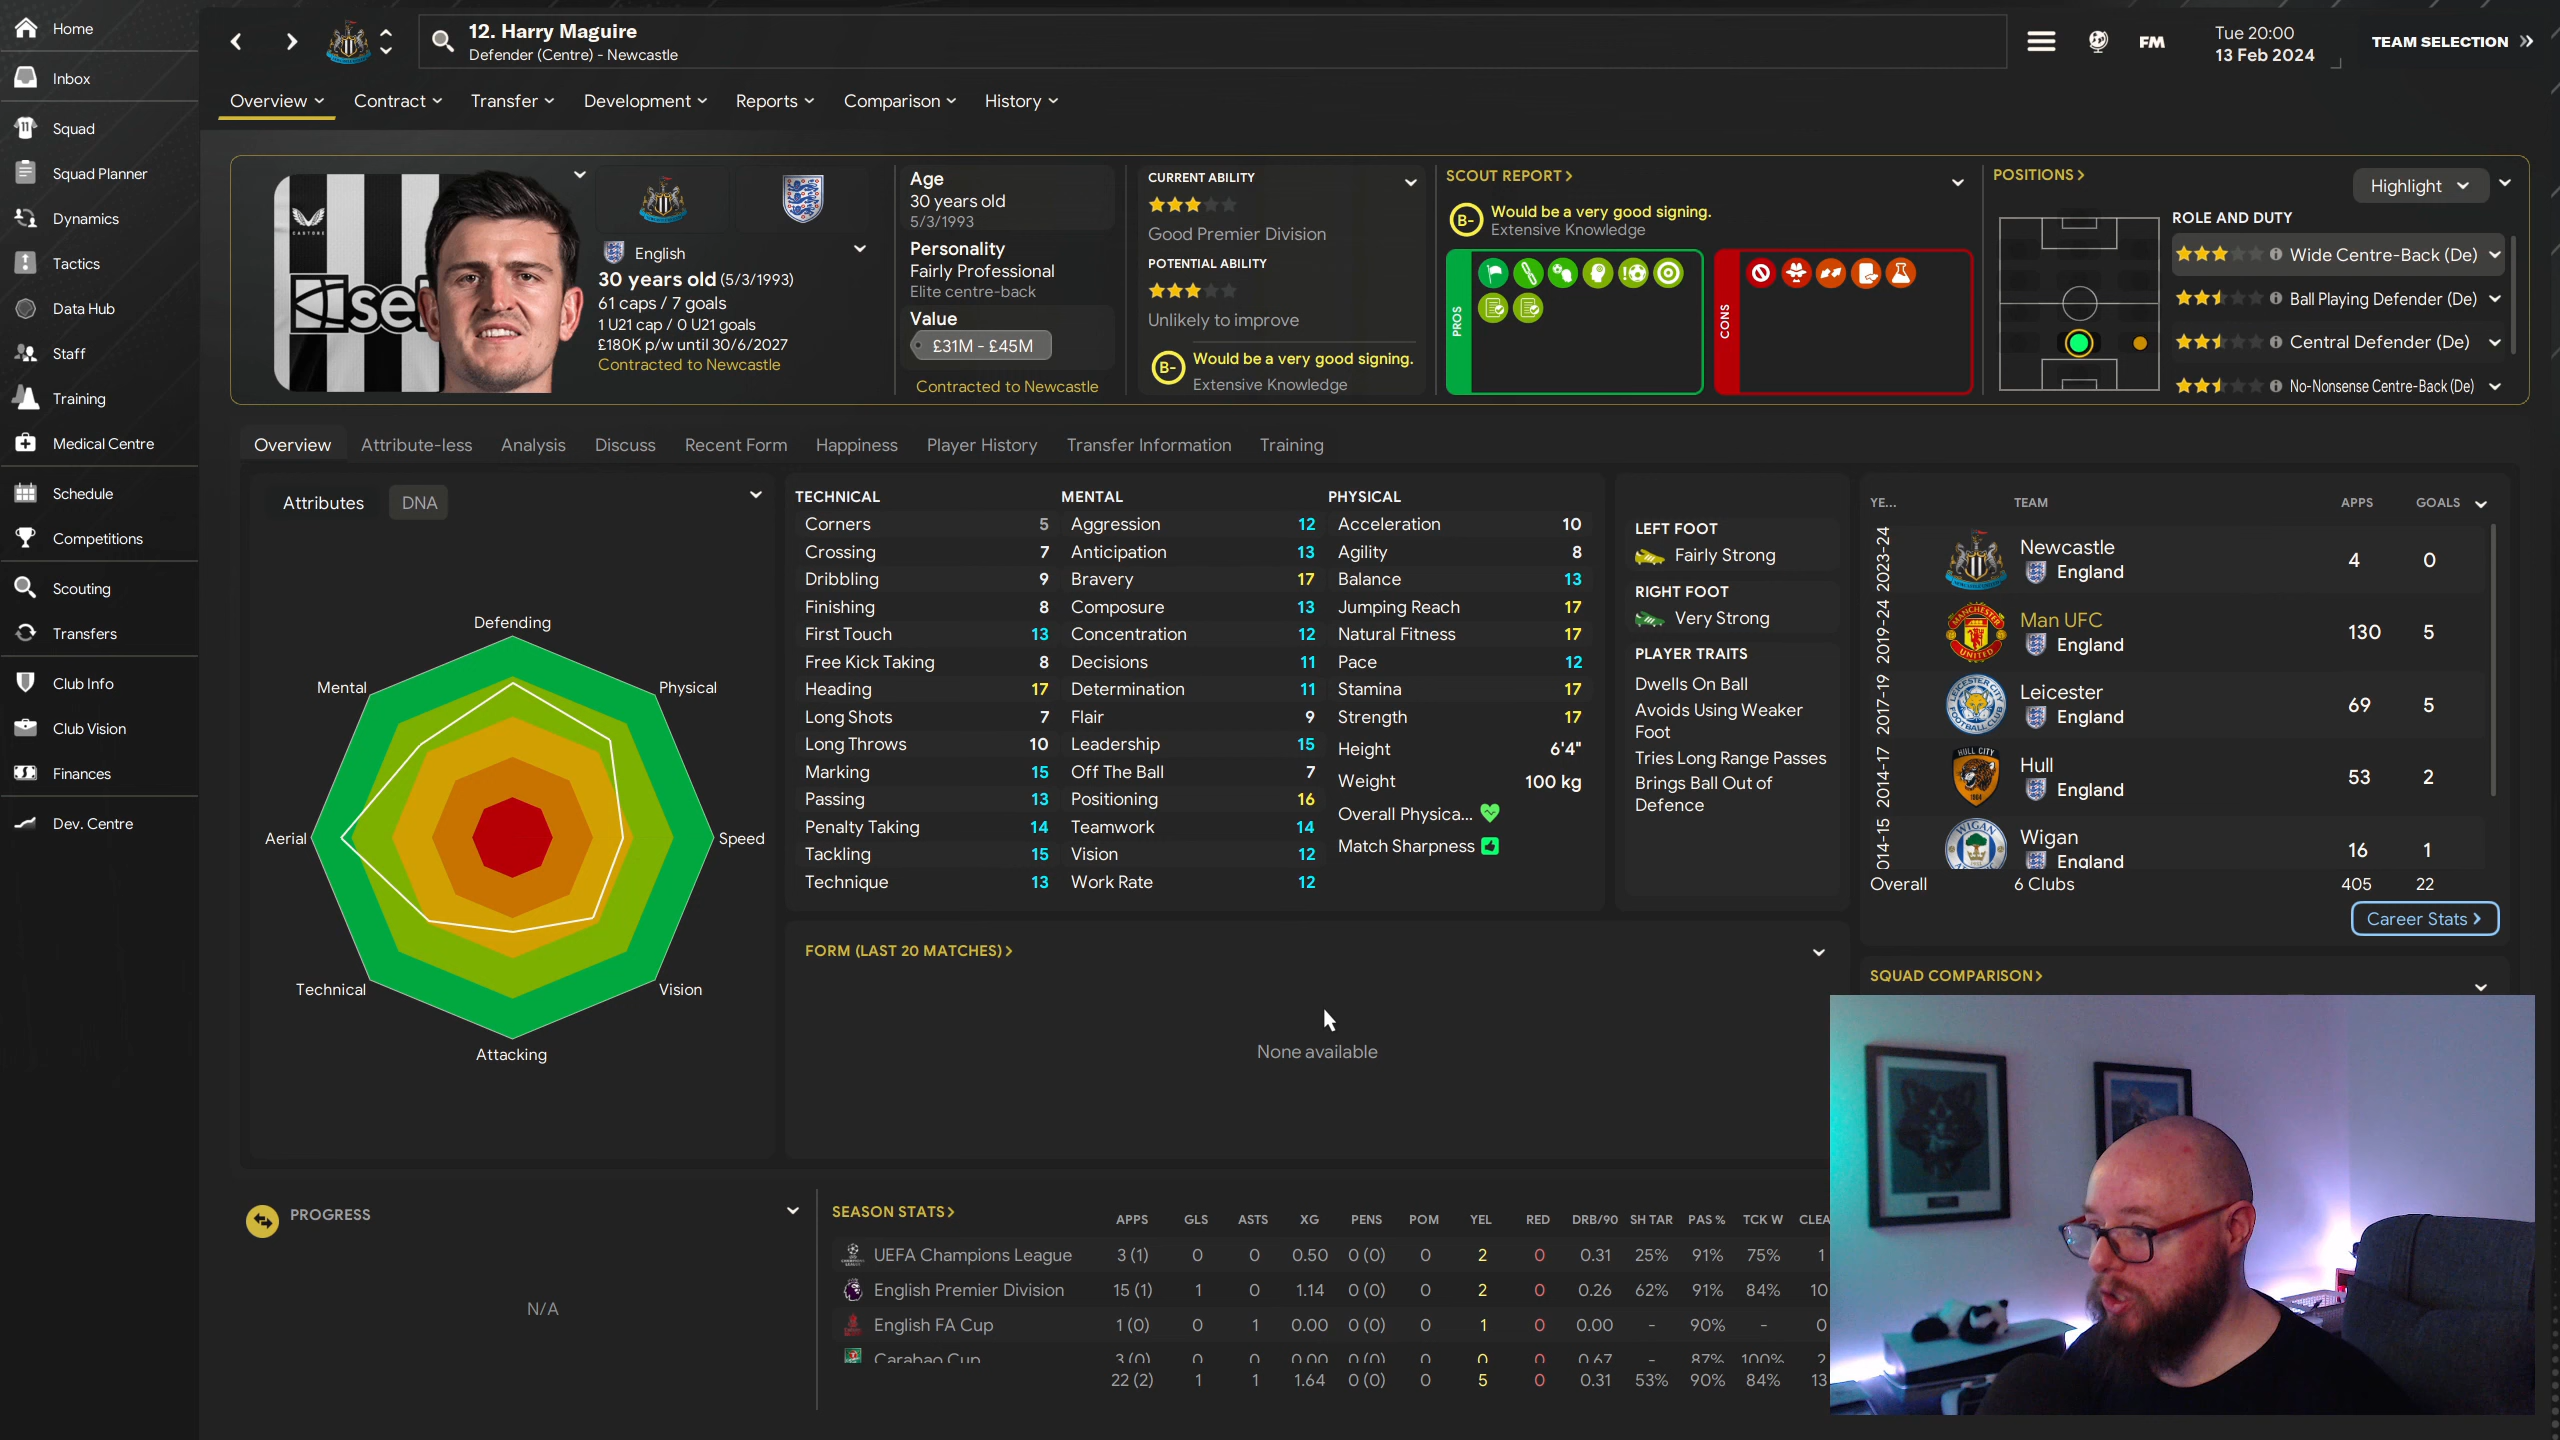 Home
Inbox
Squad
Squad Planner
Dynamics
Tactics
Data Hub
Staff
Training
Medical Centre
Schedule
Competitions
Scouting
Transfers
Club Info
Club Vision
Finances
Dev. Centre
12. Harry Maguire
Defender (Centre) - Newcastle
FM
Tue 20:00
13 Feb 2024
TEAM SELECTION
Overview Contract Transfer Development Reports Comparison History
English
30 years old (5/3/1993)
61 caps / 7 goals
1 U21 cap / 0 U21 goals
£180K p/w until 30/6/2027
Contracted to Newcastle
Age
30 years old
5/3/1993
Personality
Fairly Professional
Elite centre-back
Value
£31M - £45M
Contracted to Newcastle
CURRENT ABILITY
Good Premier Division
POTENTIAL ABILITY
Unlikely to improve
B- Would be a very good signing.
Extensive Knowledge
SCOUT REPORT
B- Would be a very good signing.
Extensive Knowledge
PROS
CONS
POSITIONS
Highlight
ROLE AND DUTY
Wide Centre-Back (De)
Ball Playing Defender (De)
Central Defender (De)
No-Nonsense Centre-Back (De)
Overview Attribute-less Analysis Discuss Recent Form Happiness Player History Transfer Information Training
Attributes DNA
Defending
Physical
Speed
Vision
Attacking
Technical
Aerial
Mental
TECHNICAL
Corners 5
Crossing 7
Dribbling 9
Finishing 8
First Touch 13
Free Kick Taking 8
Heading 17
Long Shots 7
Long Throws 10
Marking 15
Passing 13
Penalty Taking 14
Tackling 15
Technique 13
MENTAL
Aggression 12
Anticipation 13
Bravery 17
Composure 13
Concentration 12
Decisions 11
Determination 11
Flair 9
Leadership 15
Off The Ball 7
Positioning 16
Teamwork 14
Vision 12
Work Rate 12
PHYSICAL
Acceleration 10
Agility 8
Balance 13
Jumping Reach 17
Natural Fitness 17
Pace 12
Stamina 17
Strength 17
Height 6'4"
Weight 100 kg
Overall Physica...
Match Sharpness
LEFT FOOT
Fairly Strong
RIGHT FOOT
Very Strong
PLAYER TRAITS
Dwells On Ball
Avoids Using Weaker
Foot
Tries Long Range Passes
Brings Ball Out of
Defence
YE... TEAM APPS GOALS
2023-24 Newcastle England 4 0
2019-24 Man UFC England 130 5
2017-19 Leicester England 69 5
2014-17 Hull England 53 2
014-15 Wigan England 16 1
Overall 6 Clubs 405 22
Career Stats
FORM (LAST 20 MATCHES)
None available
SQUAD COMPARISON
PROGRESS
N/A
SEASON STATS APPS GLS ASTS XG PENS POM YEL RED DRB/90 SH TAR PAS % TCK W CLEA
UEFA Champions League 3 (1) 0 0 0.50 0 (0) 0 2 0 0.31 25% 91% 75% 1
English Premier Division 15 (1) 1 0 1.14 0 (0) 0 2 0 0.26 62% 91% 84% 10
English FA Cup 1 (0) 0 1 0.00 0 (0) 0 1 0 0.00 - 90% - 0
Carabao Cup 3 (0) 0 0 0.00 0 (0) 0 0 0 0.67 - 87% 100% 2
22 (2) 1 1 1.64 0 (0) 0 5 0 0.31 53% 90% 84% 13